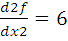 d2f/dx2 = 6